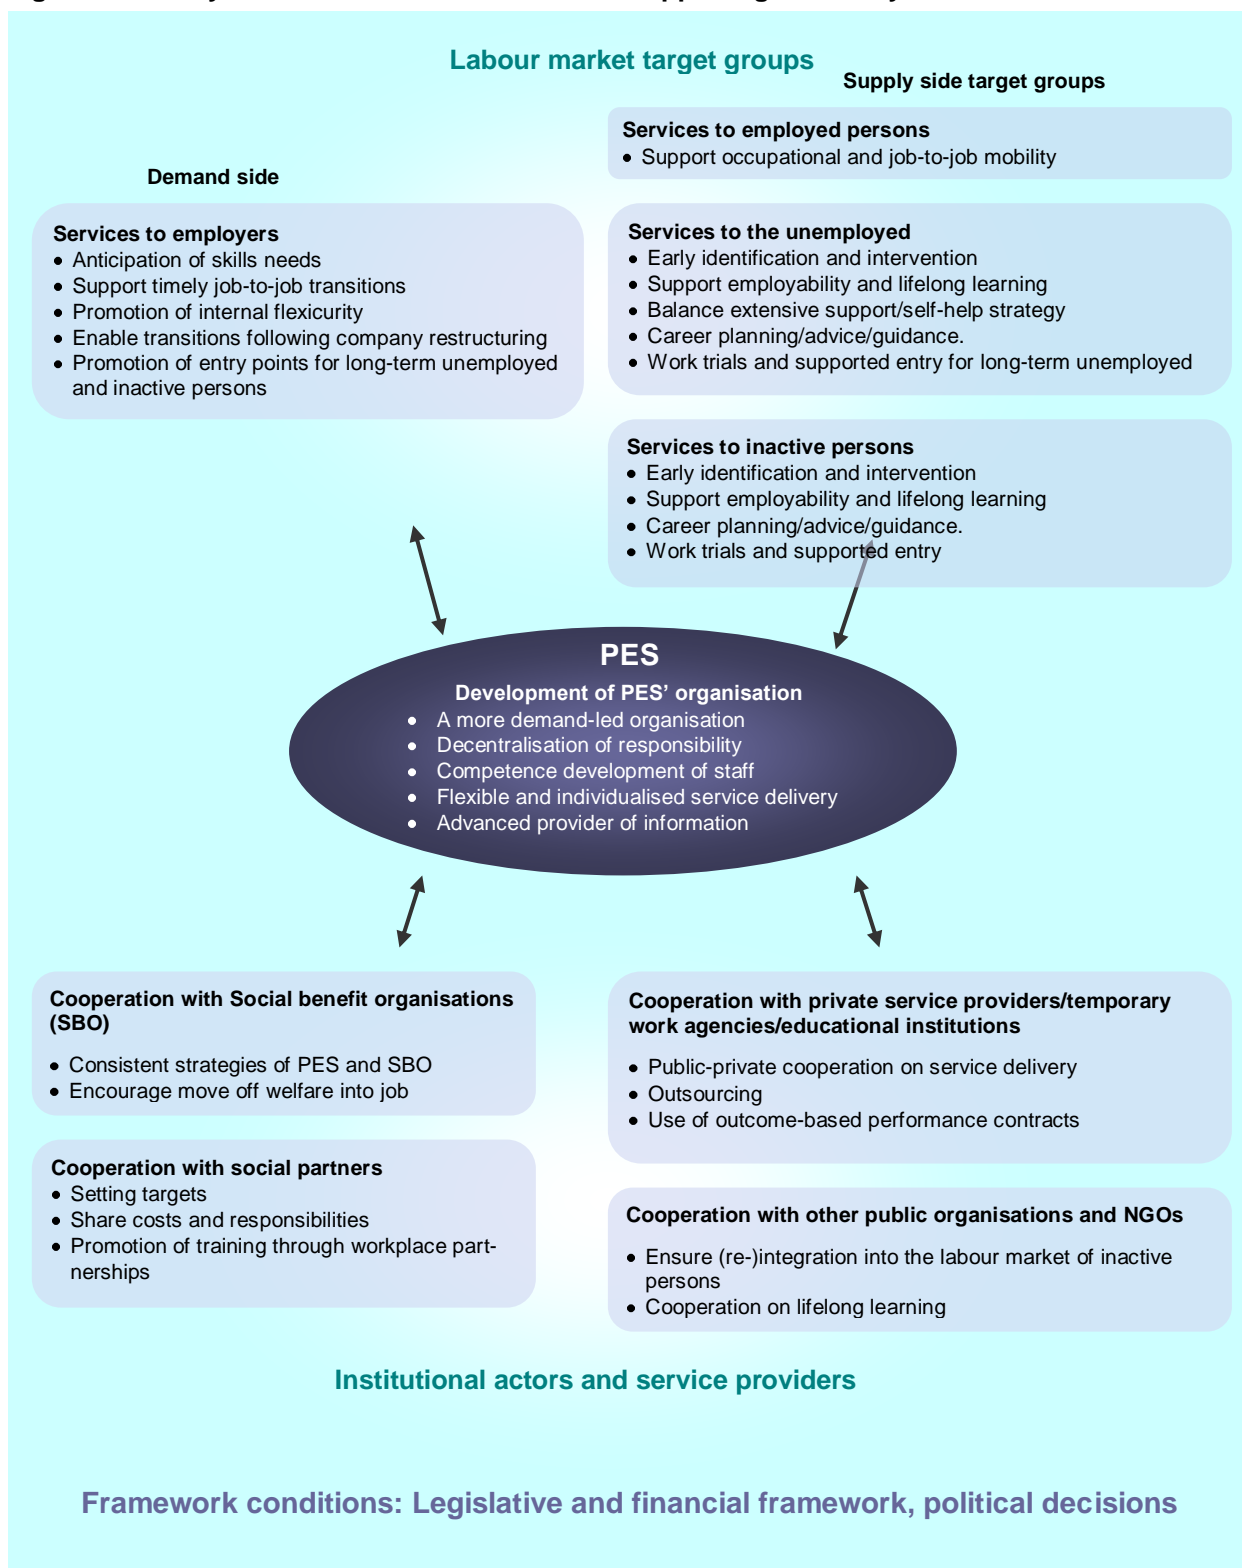 Labour market target groups
Supply side target groups
Services to employed persons
• Support occupational and job-to-job mobility
Demand side
Services to employers
• Anticipation of skills needs
• Support timely job-to-job transitions
• Promotion of internal flexicurity
• Enable transitions following company restructuring
• Promotion of entry points for long-term unemployed
and inactive persons
Services to the unemployed
• Early identification and intervention
• Support employability and lifelong learning
• Balance extensive support/self-help strategy
• Career planning/advice/guidance.
• Work trials and supported entry for long-term unemployed
Services to inactive persons
• Early identification and intervention
• Support employability and lifelong learning
• Career planning/advice/guidance.
• Work trials and supported entry
PES
Development of PES’ organisation
• A more demand-led organisation
• Decentralisation of responsibility
• Competence development of staff
• Flexible and individualised service delivery
• Advanced provider of information
Cooperation with Social benefit organisations
(SBO)
• Consistent strategies of PES and SBO
• Encourage move off welfare into job
Cooperation with social partners
• Setting targets
• Share costs and responsibilities
• Promotion of training through workplace part-
nerships
Cooperation with private service providers/temporary
work agencies/educational institutions
• Public-private cooperation on service delivery
• Outsourcing
• Use of outcome-based performance contracts
Cooperation with other public organisations and NGOs
• Ensure (re-)integration into the labour market of inactive
persons
• Cooperation on lifelong learning
Institutional actors and service providers
Framework conditions: Legislative and financial framework, political decisions